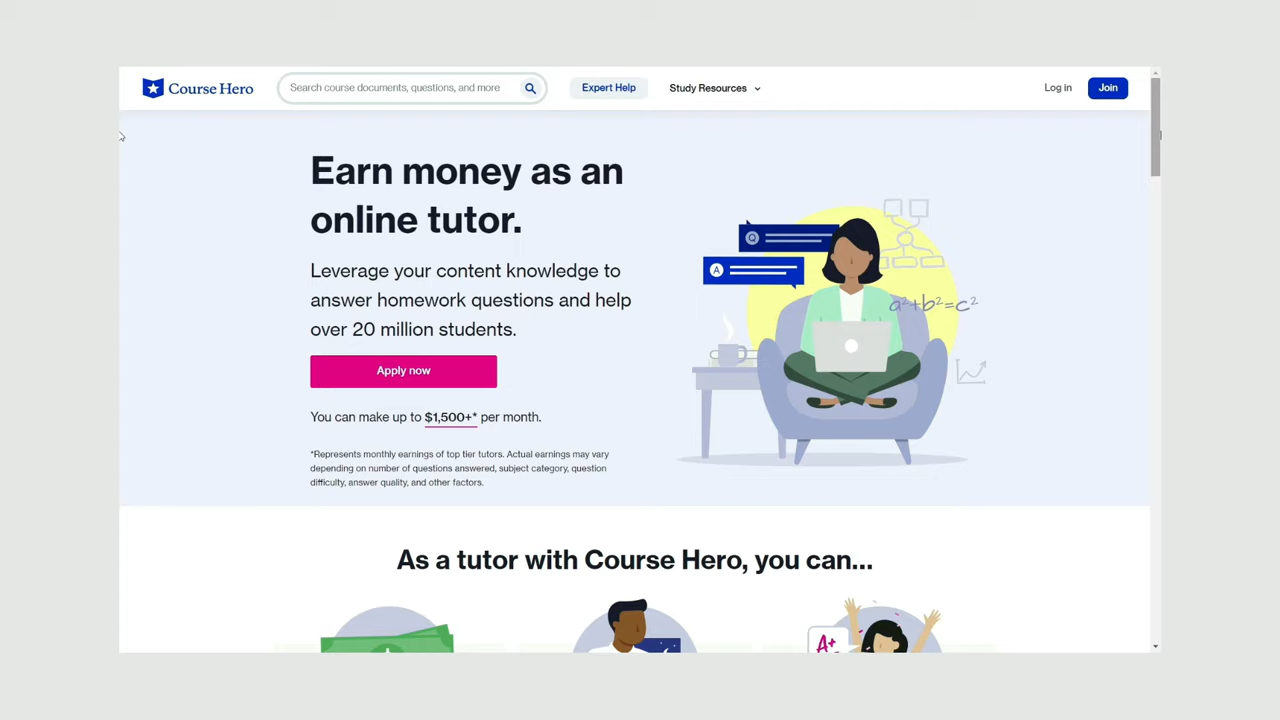 Course Hero
Search course documents, questions, and more
Expert Help
Study Resources
Log in
Join
Earn money as an
online tutor.
Leverage your content knowledge to
answer homework questions and help
over 20 million students.
Apply now
You can make up to $1,500+* per month.
*Represents monthly earnings of top tier tutors. Actual earnings may vary
depending on number of questions answered, subject category, question
difficulty, answer quality, and other factors.
Q
A
a²+b²=c²
As a tutor with Course Hero, you can...
A+